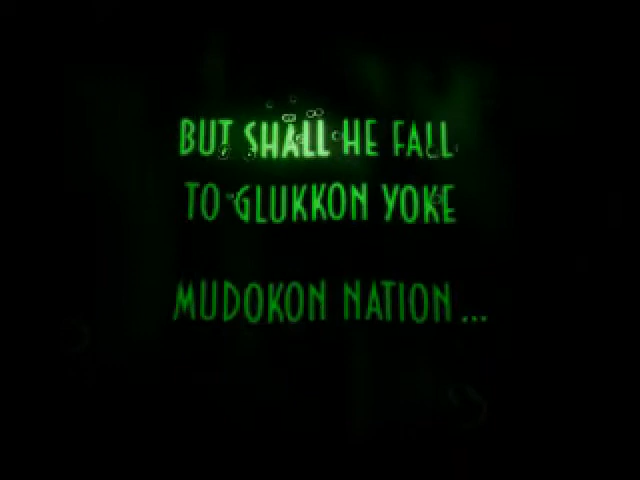 BUT SHALL HE FALL
TO GLUKKON YOKE
MUDOKON NATION...